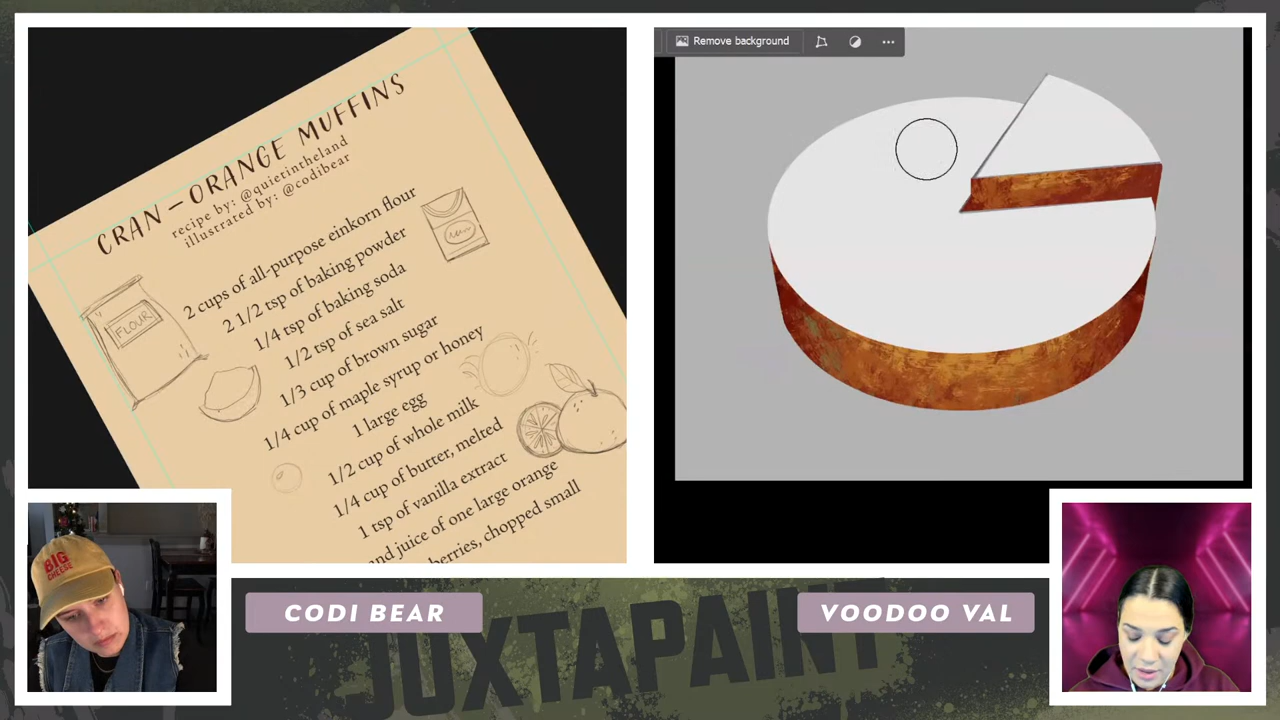 Remove background
CRAN-ORANGE MUFFINS
recipe by: @quietintheland
illustrated by: @codibear
2 cups of all-purpose einkorn flour
2 1/2 tsp of baking powder
1/4 tsp of baking soda
1/2 tsp of sea salt
1/3 cup of brown sugar
1/4 cup of maple syrup or honey
1 large egg
1/2 cup of whole milk
1/4 cup of butter, melted
1 tsp of vanilla extract
and juice of one large orange
berries, chopped small
FLOUR
BIG
CHEESE
CODI BEAR
VOODOO VAL
JUXTAPAINT